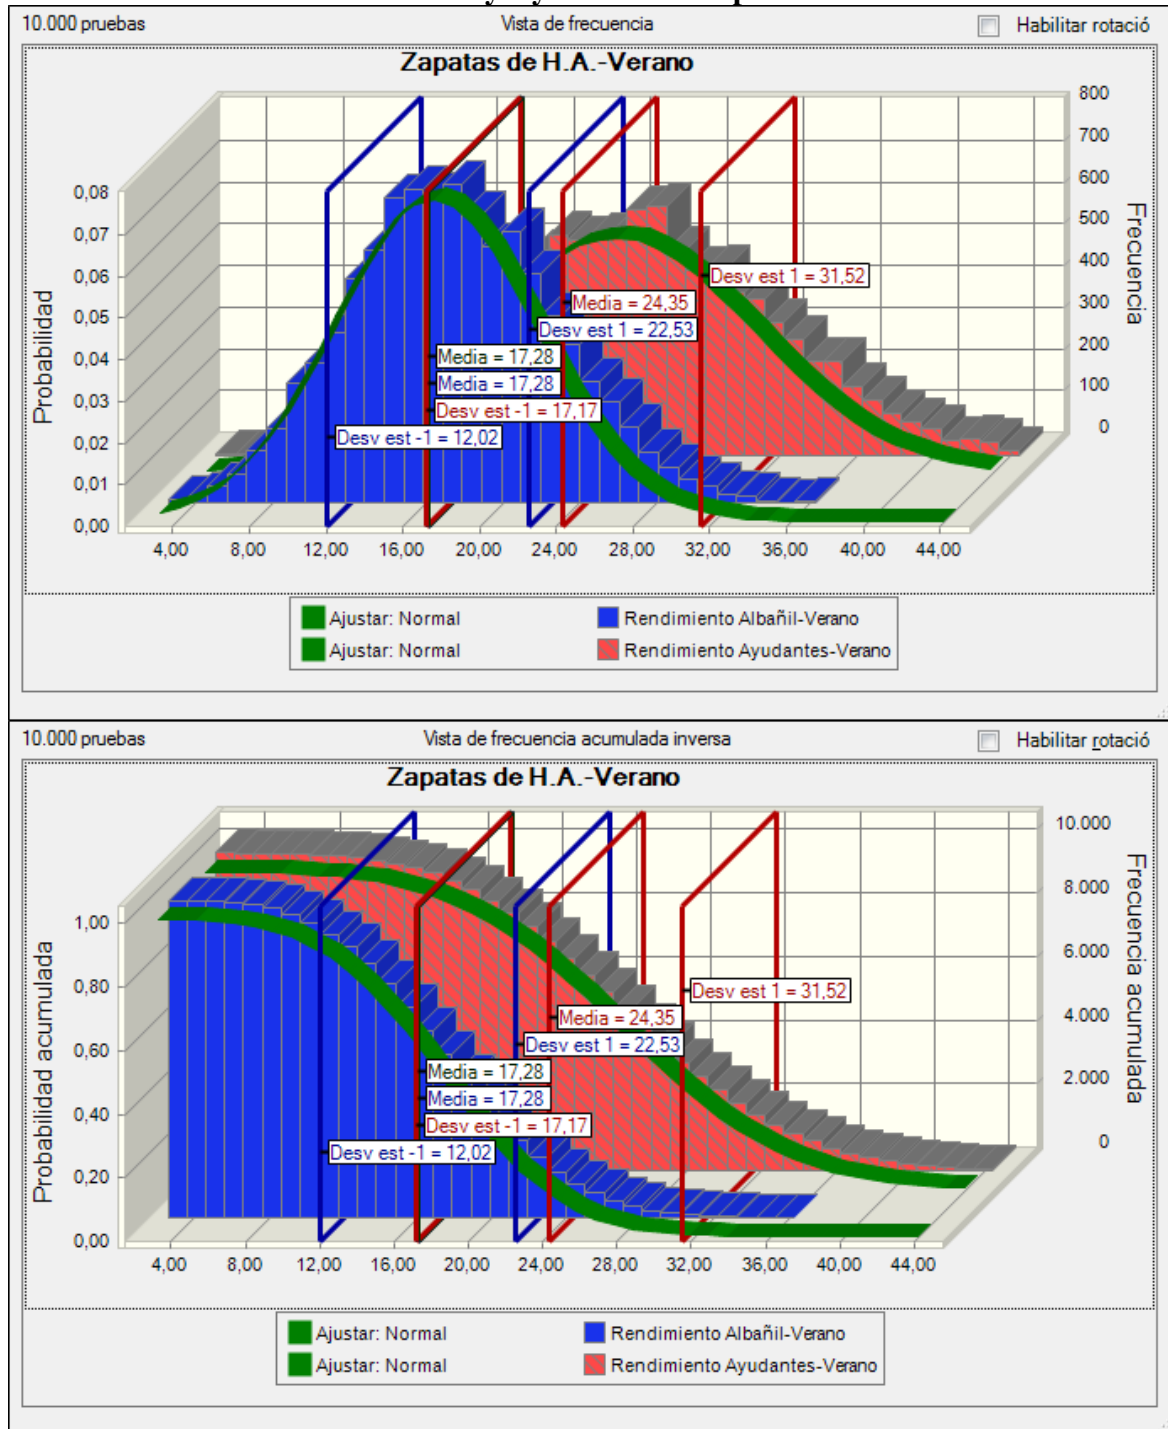 10.000 pruebas Vista de frecuencia Habilitar rotació
Zapatas de H.A.-Verano
Probabilidad
0,08
0,07
0,06
0,05
0,04
0,03
0,02
0,01
0,00
800
700
600
500
400
300
200
100
0
Frecuencia
Desv est 1 = 31,52
Media = 24,35
Desv est 1 = 22,53
Media = 17,28
Media = 17,28
Desv est -1 = 17,17
Desv est -1 = 12,02
4,00 8,00 12,00 16,00 20,00 24,00 28,00 32,00 36,00 40,00 44,00
Ajustar: Normal Rendimiento Albañil-Verano
Ajustar: Normal Rendimiento Ayudantes-Verano
10.000 pruebas Vista de frecuencia acumulada inversa Habilitar rotació
Zapatas de H.A.-Verano
Probabilidad acumulada
1,00
0,80
0,60
0,40
0,20
0,00
10.000
8.000
6.000
4.000
2.000
0
Frecuencia acumulada
Desv est 1 = 31,52
Media = 24,35
Desv est 1 = 22,53
Media = 17,28
Media = 17,28
Desv est -1 = 17,17
Desv est -1 = 12,02
4,00 8,00 12,00 16,00 20,00 24,00 28,00 32,00 36,00 40,00 44,00
Ajustar: Normal Rendimiento Albañil-Verano
Ajustar: Normal Rendimiento Ayudantes-Verano